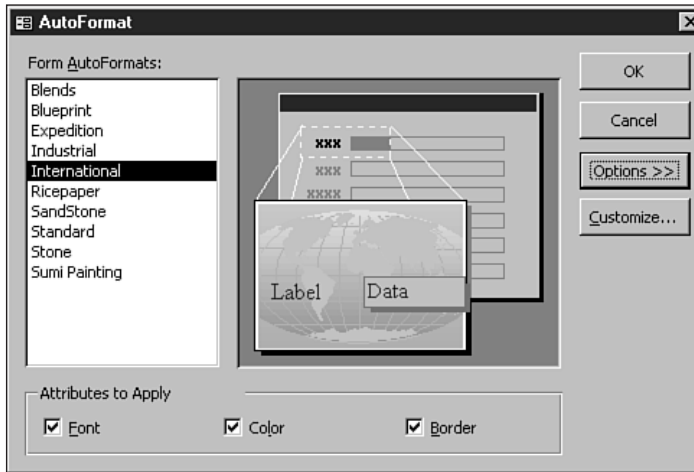 AutoFormat
Form AutoFormats:
Blends
Blueprint
Expedition
Industrial
International
Ricepaper
SandStone
Standard
Stone
Sumi Painting
xxx
xxx
xxxx
Label Data
OK
Cancel
Options >>
Customize...
Attributes to Apply
Font Color Border